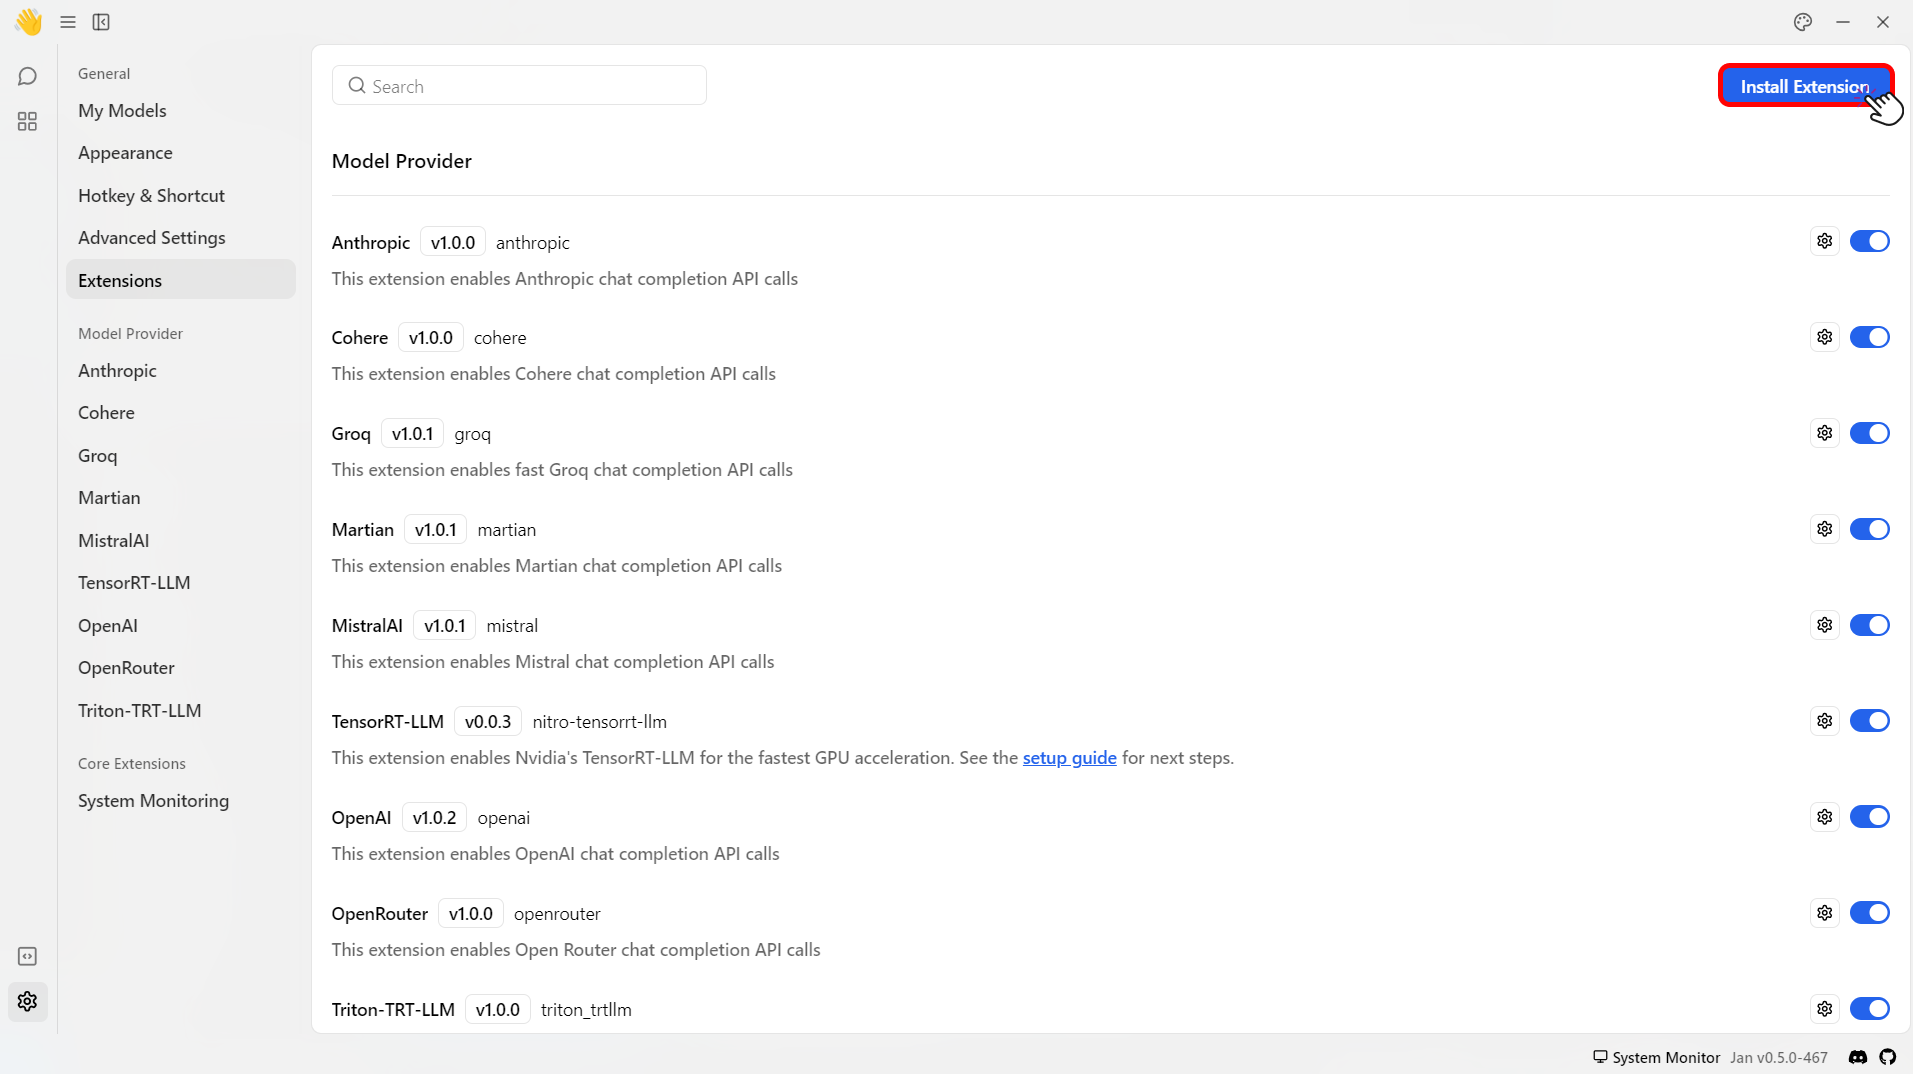 General
My Models
Appearance
Hotkey & Shortcut
Advanced Settings
Extensions
Model Provider
Anthropic
Cohere
Groq
Martian
MistralAI
TensorRT-LLM
OpenAI
OpenRouter
Triton-TRT-LLM
Core Extensions
System Monitoring
Search
Install Extension
Model Provider
Anthropic v1.0.0 anthropic
This extension enables Anthropic chat completion API calls
Cohere v1.0.0 cohere
This extension enables Cohere chat completion API calls
Groq v1.0.1 groq
This extension enables fast Groq chat completion API calls
Martian v1.0.1 martian
This extension enables Martian chat completion API calls
MistralAI v1.0.1 mistral
This extension enables Mistral chat completion API calls
TensorRT-LLM v0.0.3 nitro-tensorrt-llm
This extension enables Nvidia's TensorRT-LLM for the fastest GPU acceleration. See the setup guide for next steps.
OpenAI v1.0.2 openai
This extension enables OpenAI chat completion API calls
OpenRouter v1.0.0 openrouter
This extension enables Open Router chat completion API calls
Triton-TRT-LLM v1.0.0 triton_trtllm
System Monitor Jan v0.5.0-467